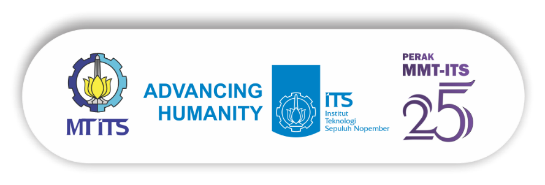 MT iTS
ADVANCING
HUMANITY
iTS
Institut
Teknologi
Sepuluh Nopember
PERAK
MMT-ITS
25